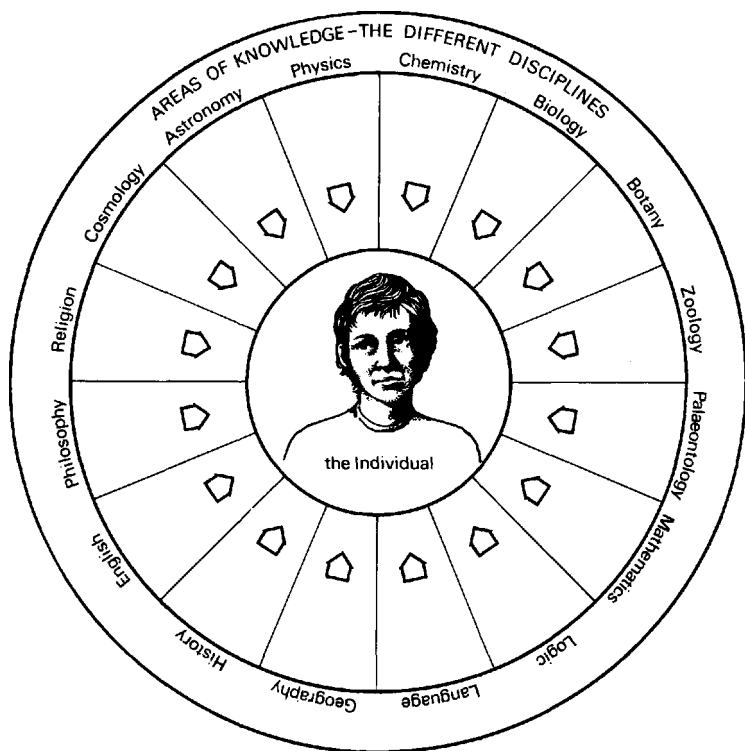 AREAS OF KNOWLEDGE-THE DIFFERENT DISCIPLINES
Physics
Chemistry
Biology
Botany
Zoology
Palaeontology
Mathematics
Logic
Language
Geography
History
English
Philosophy
Religion
Cosmology
Astronomy
the Individual